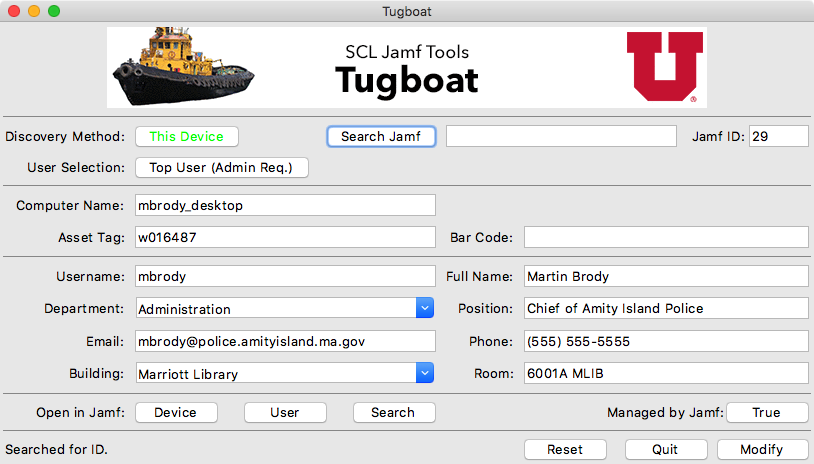 Tugboat
SCL Jamf Tools
Tugboat
U
®
Discovery Method: This Device Search Jamf Jamf ID: 29
User Selection: Top User (Admin Req.)
Computer Name: mbrody_desktop
Asset Tag: w016487 Bar Code:
Username: mbrody Full Name: Martin Brody
Department: Administration Position: Chief of Amity Island Police
Email: mbrody@police.amityisland.ma.gov Phone: (555) 555-5555
Building: Marriott Library Room: 6001A MLIB
Open in Jamf: Device User Search Managed by Jamf: True
Searched for ID. Reset Quit Modify